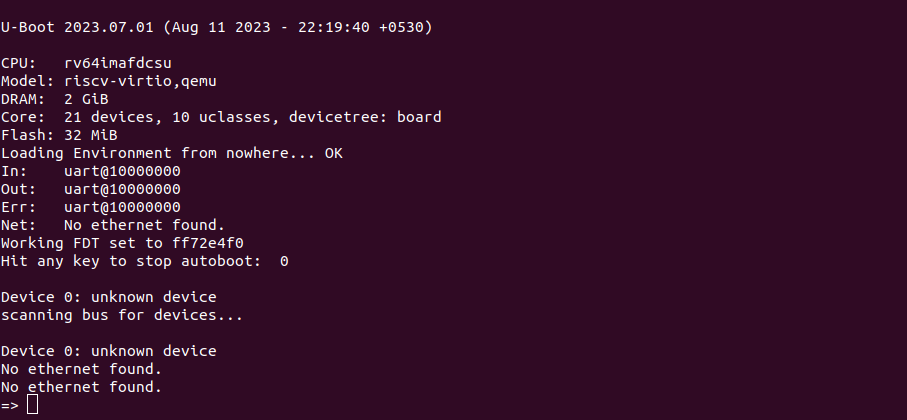 U-Boot 2023.07.01 (Aug 11 2023 - 22:19:40 +0530)
CPU:   rv64imafdcsu
Model: riscv-virtio,qemu
DRAM:  2 GiB
Core:  21 devices, 10 uclasses, devicetree: board
Flash: 32 MiB
Loading Environment from nowhere... OK
In:    uart@10000000
Out:   uart@10000000
Err:   uart@10000000
Net:   No ethernet found.
Working FDT set to ff72e4f0
Hit any key to stop autoboot:  0
Device 0: unknown device
scanning bus for devices...
Device 0: unknown device
No ethernet found.
No ethernet found.
=>